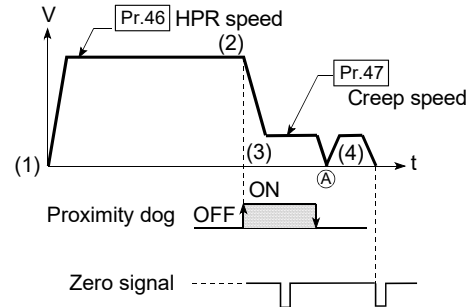 V
Pr.46 HPR speed
(2)
Pr.47
Creep speed
(1)
(3)
(4)
t
Ⓐ
ON
Proximity dog OFF
Zero signal